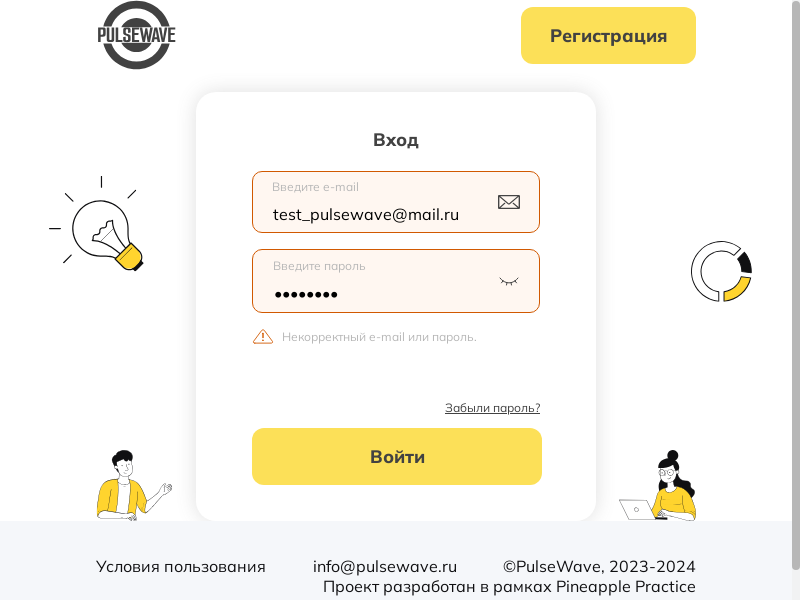 PULSEWAVE
Регистрация
Вход
Введите e-mail
test_pulsewave@mail.ru
Введите пароль
••••••••
Некорректный e-mail или пароль.
Забыли пароль?
Войти
Условия пользования info@pulsewave.ru ©PulseWave, 2023-2024
Проект разработан в рамках Pineapple Practice